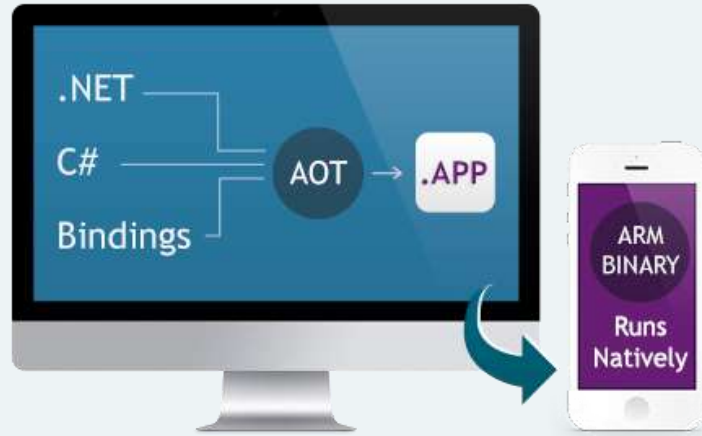 .NET
C#
Bindings
AOT
.APP
ARM
BINARY
Runs
Natively